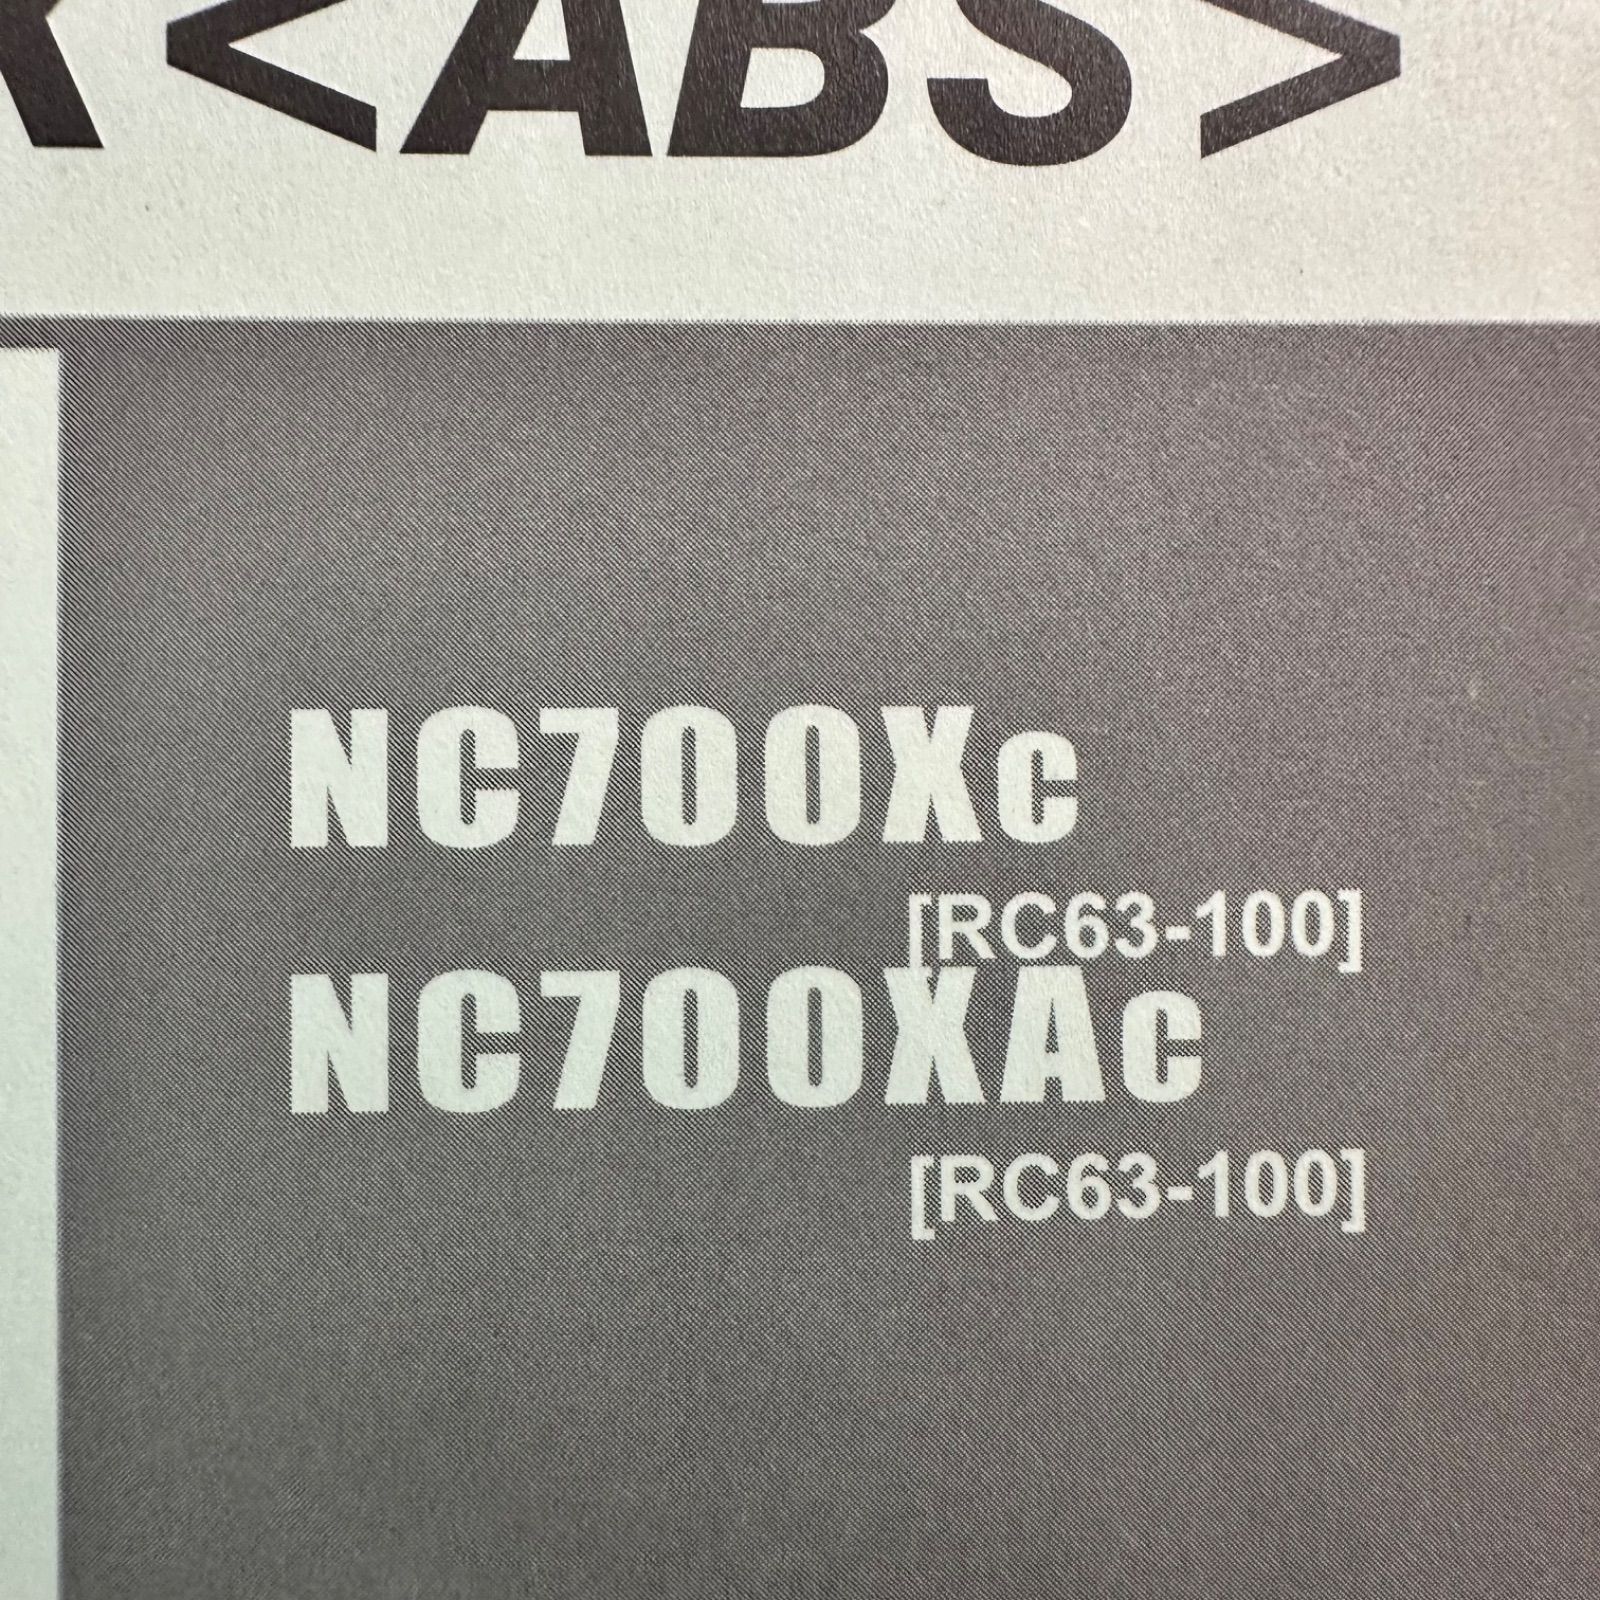 X<ABS>
NC700Xc
[RC63-100]
NC700XAc
[RC63-100]